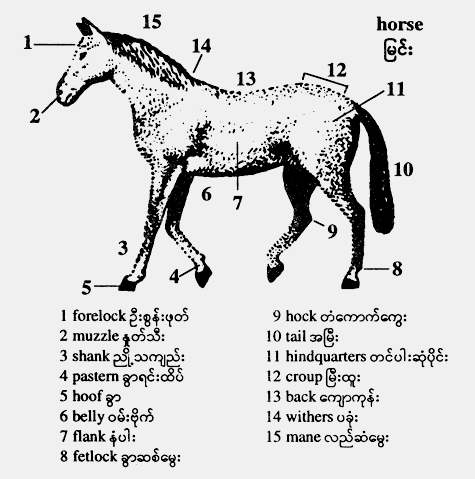 horse
မြင်း
15
1
14
13
12
11
2
10
6
7
9
3
4
8
5
1 forelock ဦးစွန်းဖုတ်
2 muzzle နှုတ်သီး
3 shank ညို့သကျည်း
4 pastern ခွာရင်းထိပ်
5 hoof ခွာ
6 belly ဝမ်းဗိုက်
7 flank နံပါး
8 fetlock ခွာဆစ်မွေး
9 hock တံကောက်ကွေး
10 tail အမြီး
11 hindquarters တင်ပါးဆုံပိုင်း
12 croup မြီးထူး
13 back ကျောကုန်း
14 withers ပခုံး
15 mane လည်ဆံမွေး